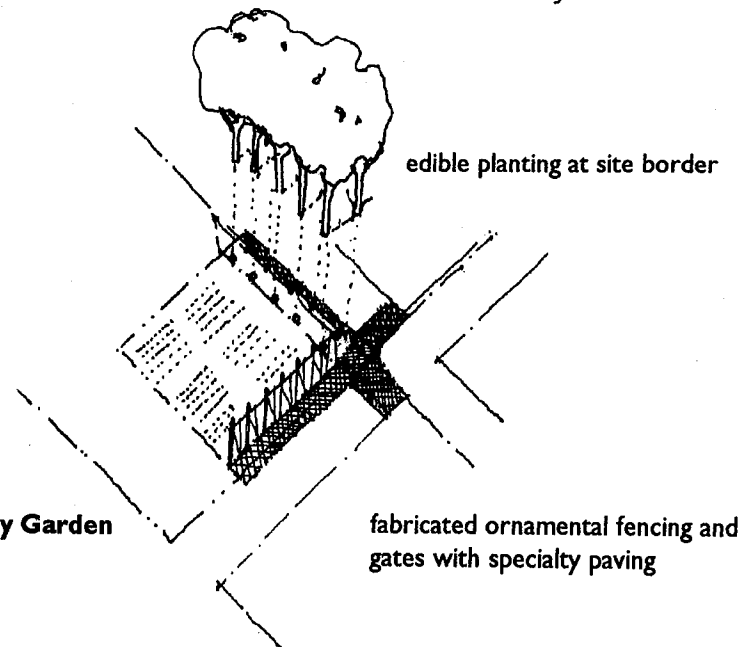 edible planting at site border
y Garden
fabricated ornamental fencing and
gates with specialty paving